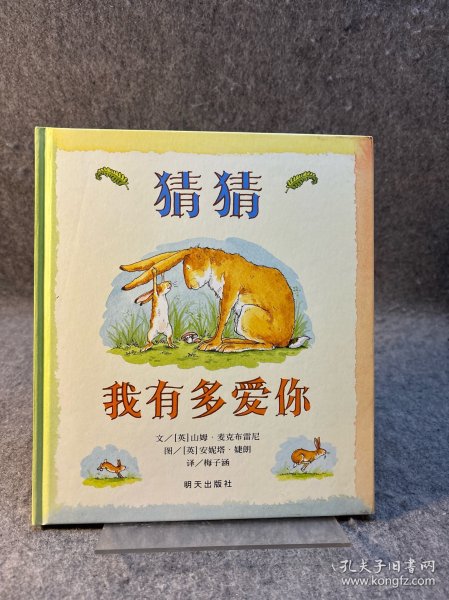 猜猜
我有多爱你
文／[英]山姆·麦克布雷尼
图／[英]安妮塔·婕朗
译／梅子涵
明天出版社
孔夫子旧书网
www.kongfz.com